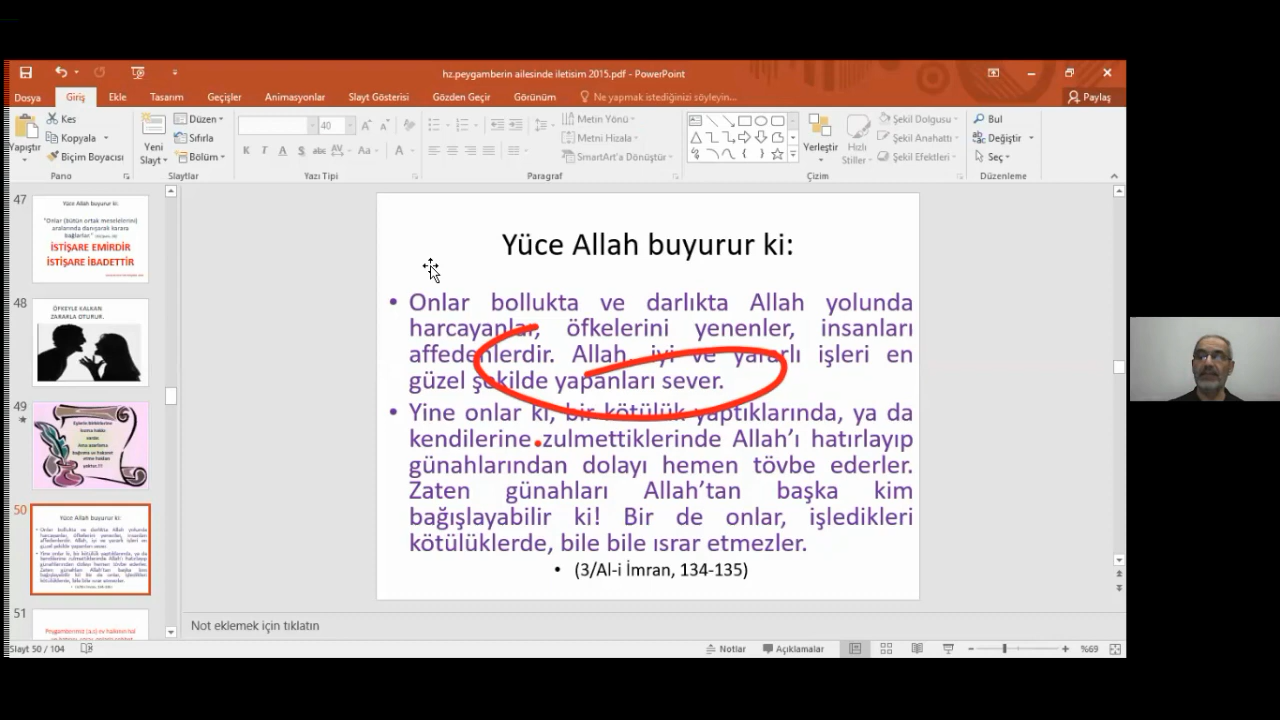 hz.peygamberin ailesinde iletisim 2015.pdf - PowerPoint
Dosya Giriş Ekle Tasarım Geçişler Animasyonlar Slayt Gösterisi Gözden Geçir Görünüm Ne yapmak istediğinizi söyleyin... Paylaş
Yapıştır
Kes
Kopyala
Biçim Boyacısı
Yeni Slayt
Düzen
Sıfırla
Bölüm
40
K T A S abc AV Aa A
Metin Yönü
Metni Hizala
SmartArt'a Dönüştür
Yerleştir
Hızlı Stiller
Şekil Dolgusu
Şekil Anahattı
Şekil Efektleri
Bul
Değiştir
Seç
Pano Slaytlar Yazı Tipi Paragraf Çizim Düzenleme
47
Yüce Allah buyurur ki:
"Onlar (bütün ortak meselelerini)
aralarında danışarak karara
bağlarlar."
İSTİŞARE EMİRDİR
İSTİŞARE İBADETTİR
48
ÖFKEYLE KALKAN
ZARARLA OTURUR.
49
50
Yüce Allah buyurur ki:
51
Yüce Allah buyurur ki:
• Onlar bollukta ve darlıkta Allah yolunda
harcayanlar, öfkelerini yenenler, insanları
affedenlerdir. Allah, iyi ve yararlı işleri en
güzel şekilde yapanları sever.
• Yine onlar ki, bir kötülük yaptıklarında, ya da
kendilerine zulmettiklerinde Allah'ı hatırlayıp
günahlarından dolayı hemen tövbe ederler.
Zaten günahları Allah'tan başka kim
bağışlayabilir ki! Bir de onlar, işledikleri
kötülüklerde, bile bile ısrar etmezler.
• (3/Al-i İmran, 134-135)
Not eklemek için tıklatın
Slayt 50 / 104 Notlar Açıklamalar %69